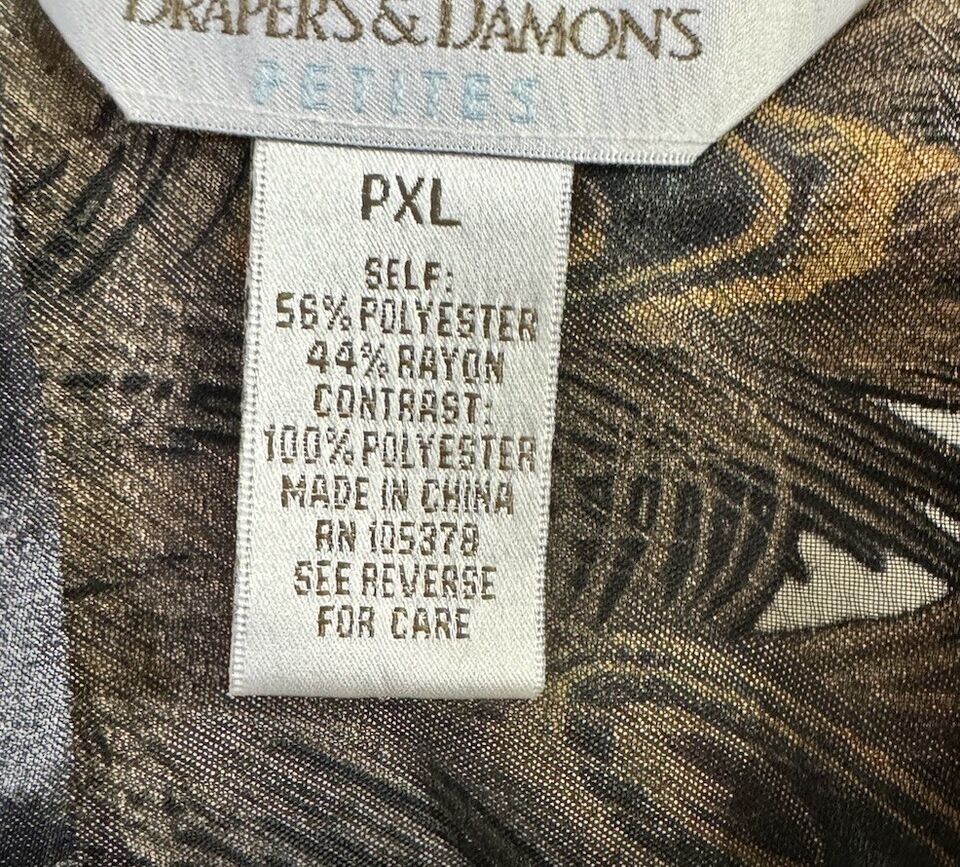 DRAPERS & DAMON'S
PETITES
PXL
SELF:
56% POLYESTER
44% RAYON
CONTRAST:
100% POLYESTER
MADE IN CHINA
RN 105378
SEE REVERSE
FOR CARE